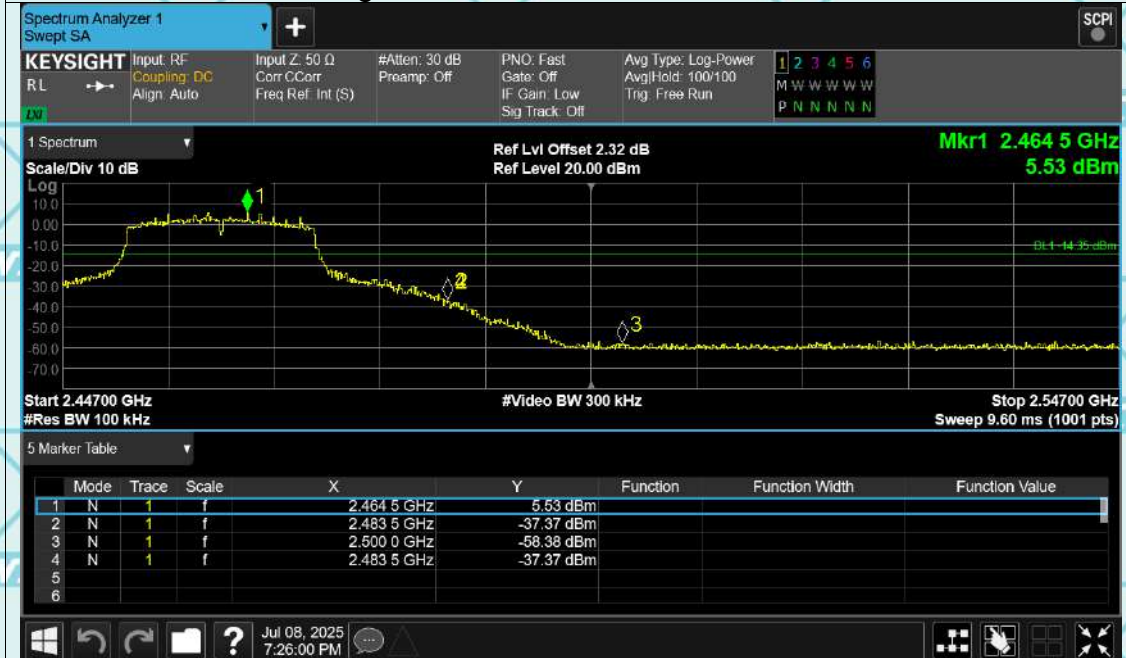 Spectrum Analyzer 1
Swept SA
+
SCPI
KEYSIGHT Input: RF Input Z: 50 Ω #Atten: 30 dB PNO: Fast Avg Type: Log-Power 1 2 3 4 5 6
RL Coupling: DC Corr CCorr Preamp: Off Gate: Off Avg|Hold: 100/100 M W W W W W
Align: Auto Freq Ref: Int (S) IF Gain: Low Trig: Free Run P N N N N N
LXI Sig Track: Off
1 Spectrum Ref Lvl Offset 2.32 dB Mkr1 2.464 5 GHz
Scale/Div 10 dB Ref Level 20.00 dBm 5.53 dBm
Log
10.0
0.00
-10.0
-20.0
-30.0
-40.0
-50.0
-60.0
-70.0
1
DL1 -14.35 dBm
2
3
Start 2.44700 GHz #Video BW 300 kHz Stop 2.54700 GHz
#Res BW 100 kHz Sweep 9.60 ms (1001 pts)
5 Marker Table
Mode Trace Scale X Y Function Function Width Function Value
1 N 1 f 2.464 5 GHz 5.53 dBm
2 N 1 f 2.483 5 GHz -37.37 dBm
3 N 1 f 2.500 0 GHz -58.38 dBm
4 N 1 f 2.483 5 GHz -37.37 dBm
5
6
? Jul 08, 2025
7:26:00 PM